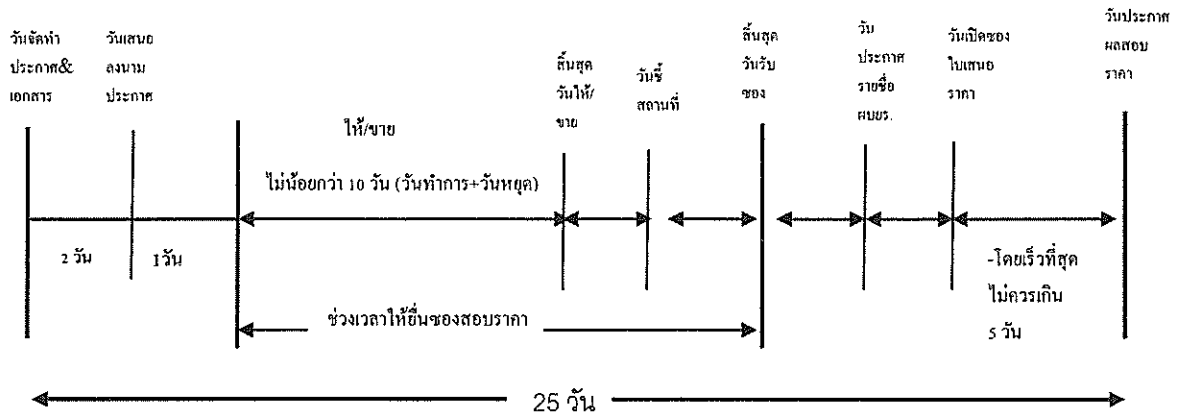 วันจัดทำ
ประกาศ&
เอกสาร
วันเสนอ
ลงนาม
ประกาศ
ให้/ขาย
ไม่น้อยกว่า 10 วัน (วันทำการ+วันหยุด)
สิ้นสุด
วันให้/
ขาย
วันชี้
สถานที่
สิ้นสุด
วันรับ
ซอง
วัน
ประกาศ
รายชื่อ
ผบยร.
วันเปิดซอง
ใบเสนอ
ราคา
วันประกาศ
ผลสอบ
ราคา
2 วัน
1วัน
-โดยเร็วที่สุด
ไม่ควรเกิน
5 วัน
ช่วงเวลาให้ยื่นซองสอบราคา
25 วัน